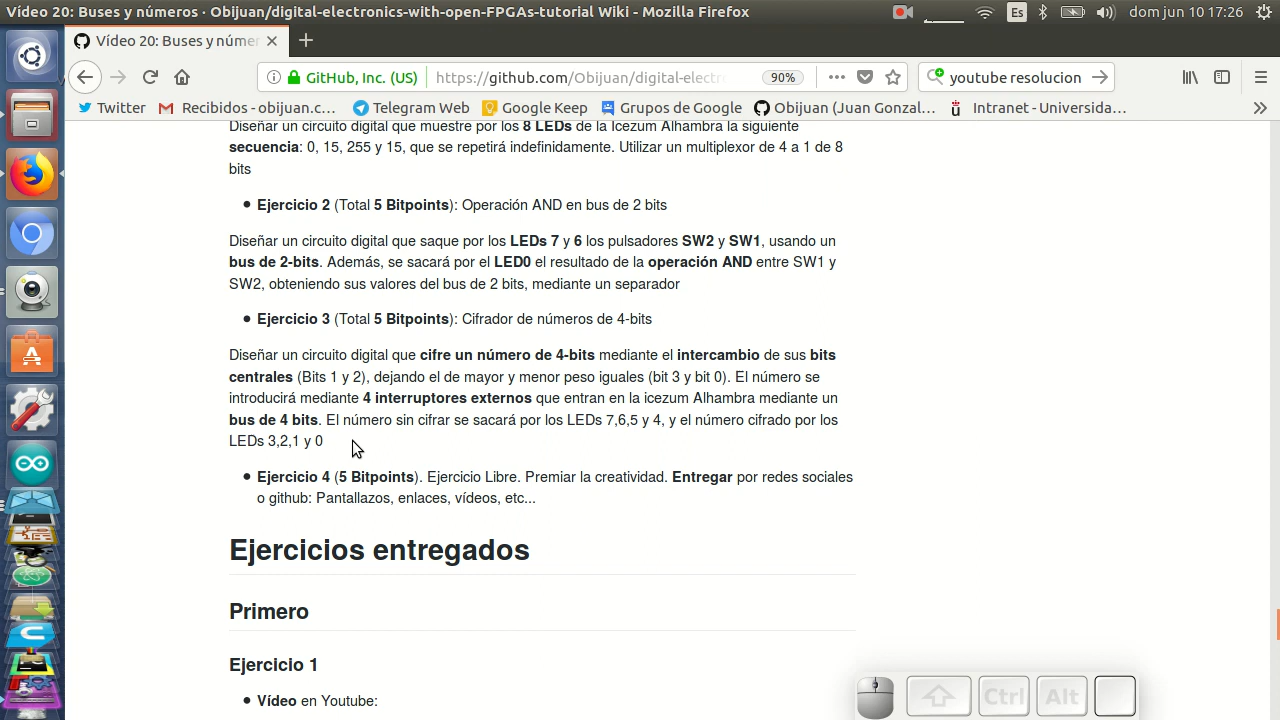 Vídeo 20: Buses y números · Obijuan/digital-electronics-with-open-FPGAs-tutorial Wiki - Mozilla Firefox
Es
dom jun 10 17:26
Vídeo 20: Buses y númer
GitHub, Inc. (US)
https://github.com/Obijuan/digital-elect
90%
youtube resolucion
Twitter
Recibidos - obijuan.c...
Telegram Web
Google Keep
Grupos de Google
Obijuan (Juan Gonzal...
Intranet - Universida...
Diseñar un circuito digital que muestre por los 8 LEDs de la Icezum Alhambra la siguiente
secuencia: 0, 15, 255 y 15, que se repetirá indefinidamente. Utilizar un multiplexor de 4 a 1 de 8
bits
• Ejercicio 2 (Total 5 Bitpoints): Operación AND en bus de 2 bits
Diseñar un circuito digital que saque por los LEDs 7 y 6 los pulsadores SW2 y SW1, usando un
bus de 2-bits. Además, se sacará por el LED0 el resultado de la operación AND entre SW1 y
SW2, obteniendo sus valores del bus de 2 bits, mediante un separador
• Ejercicio 3 (Total 5 Bitpoints): Cifrador de números de 4-bits
Diseñar un circuito digital que cifre un número de 4-bits mediante el intercambio de sus bits
centrales (Bits 1 y 2), dejando el de mayor y menor peso iguales (bit 3 y bit 0). El número se
introducirá mediante 4 interruptores externos que entran en la icezum Alhambra mediante un
bus de 4 bits. El número sin cifrar se sacará por los LEDs 7,6,5 y 4, y el número cifrado por los
LEDs 3,2,1 y 0
• Ejercicio 4 (5 Bitpoints). Ejercicio Libre. Premiar la creatividad. Entregar por redes sociales
o github: Pantallazos, enlaces, vídeos, etc...
Ejercicios entregados
Primero
Ejercicio 1
• Vídeo en Youtube:
Ctrl
Alt